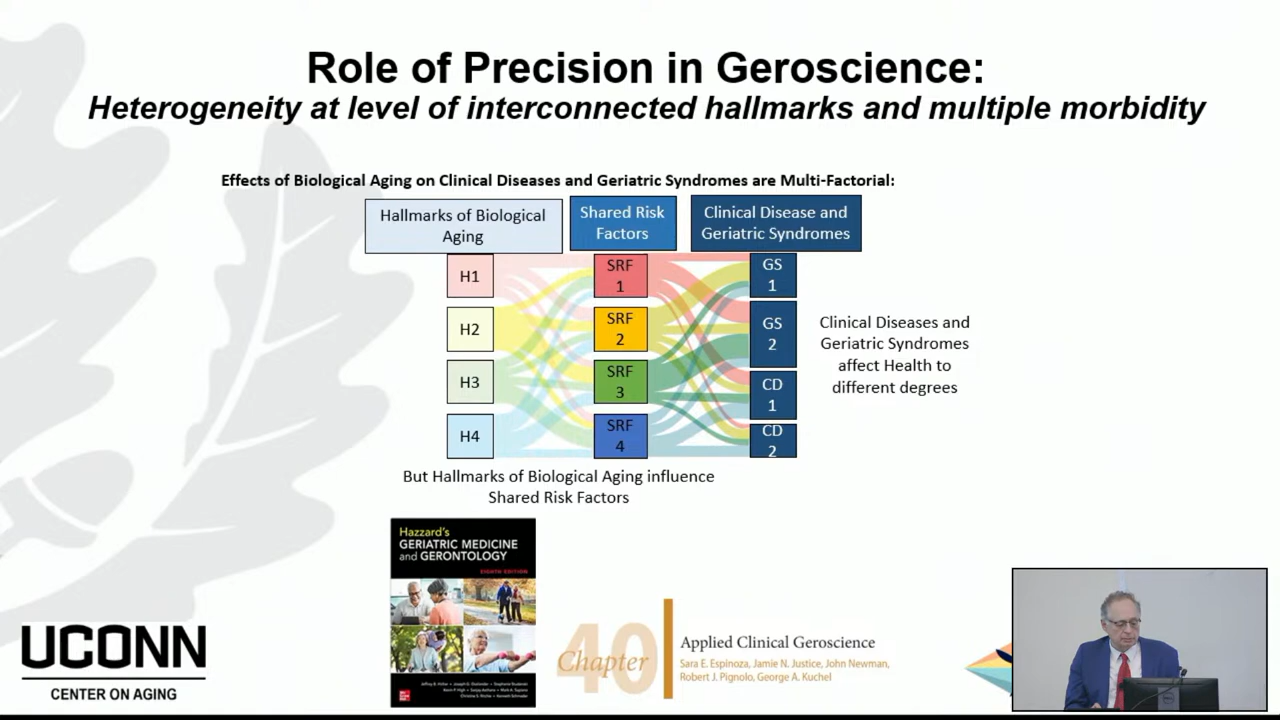 Role of Precision in Geroscience:
Heterogeneity at level of interconnected hallmarks and multiple morbidity
Effects of Biological Aging on Clinical Diseases and Geriatric Syndromes are Multi-Factorial:
Hallmarks of Biological
Aging
Shared Risk
Factors
Clinical Disease and
Geriatric Syndromes
H1
SRF
1
GS
1
H2
SRF
2
GS
2
H3
SRF
3
CD
1
H4
SRF
4
CD
2
Clinical Diseases and
Geriatric Syndromes
affect Health to
different degrees
But Hallmarks of Biological Aging influence
Shared Risk Factors
Hazzard's
GERIATRIC MEDICINE
and GERONTOLOGY
EIGHTH EDITION
UCONN
CENTER ON AGING
40
Chapter
Applied Clinical Geroscience
Sara E. Espinoza, Jamie N. Justice, John Newman,
Robert J. Pignolo, George A. Kuchel